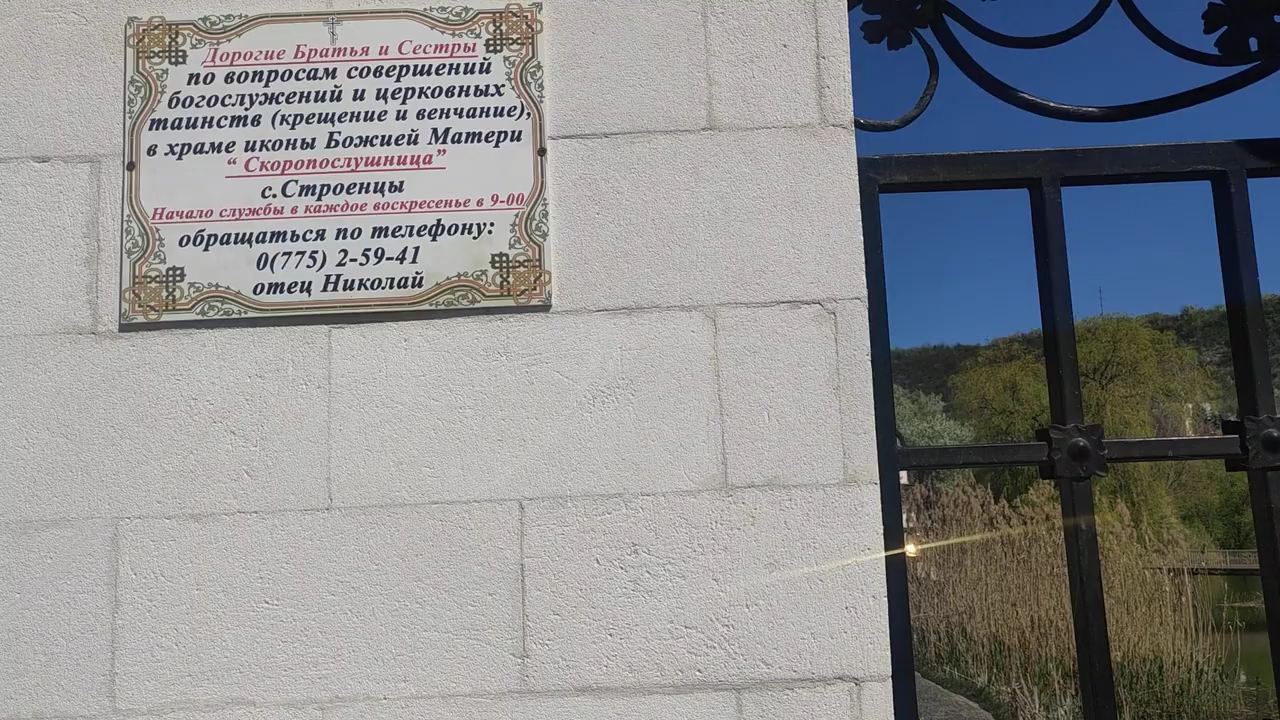 Дорогие Братья и Сестры
по вопросам совершений
богослужений и церковных
таинств (крещение и венчание),
в храме иконы Божией Матери
“ Скоропослушница”
с.Строенцы
Начало службы в каждое воскресенье в 9-00
обращаться по телефону:
0(775) 2-59-41
отец Николай